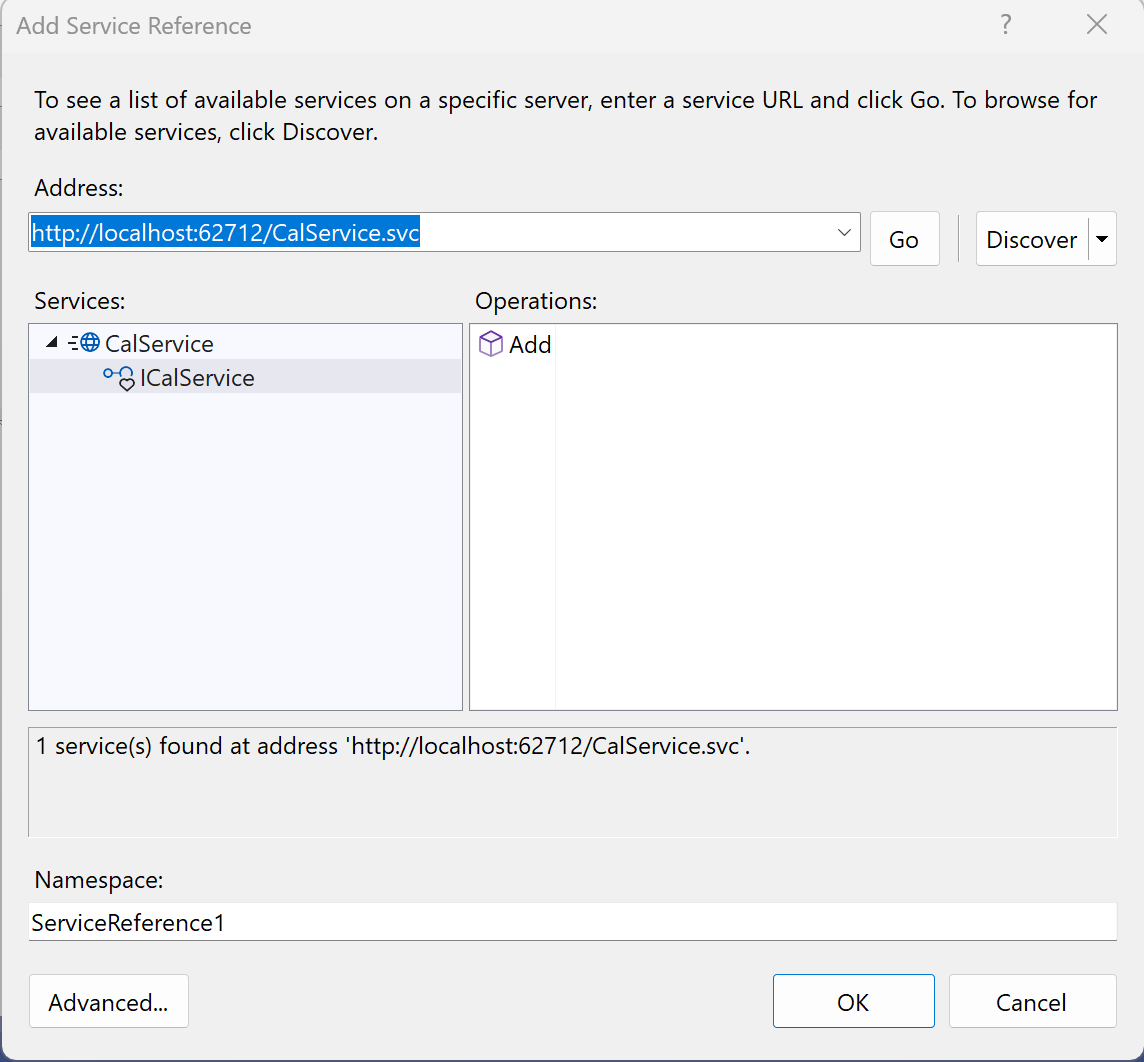 Add Service Reference
?
To see a list of available services on a specific server, enter a service URL and click Go. To browse for
available services, click Discover.
Address:
http://localhost:62712/CalService.svc
Go
Discover
Services:
Operations:
CalService
ICalService
Add
1 service(s) found at address 'http://localhost:62712/CalService.svc'.
Namespace:
ServiceReference1
Advanced...
OK
Cancel